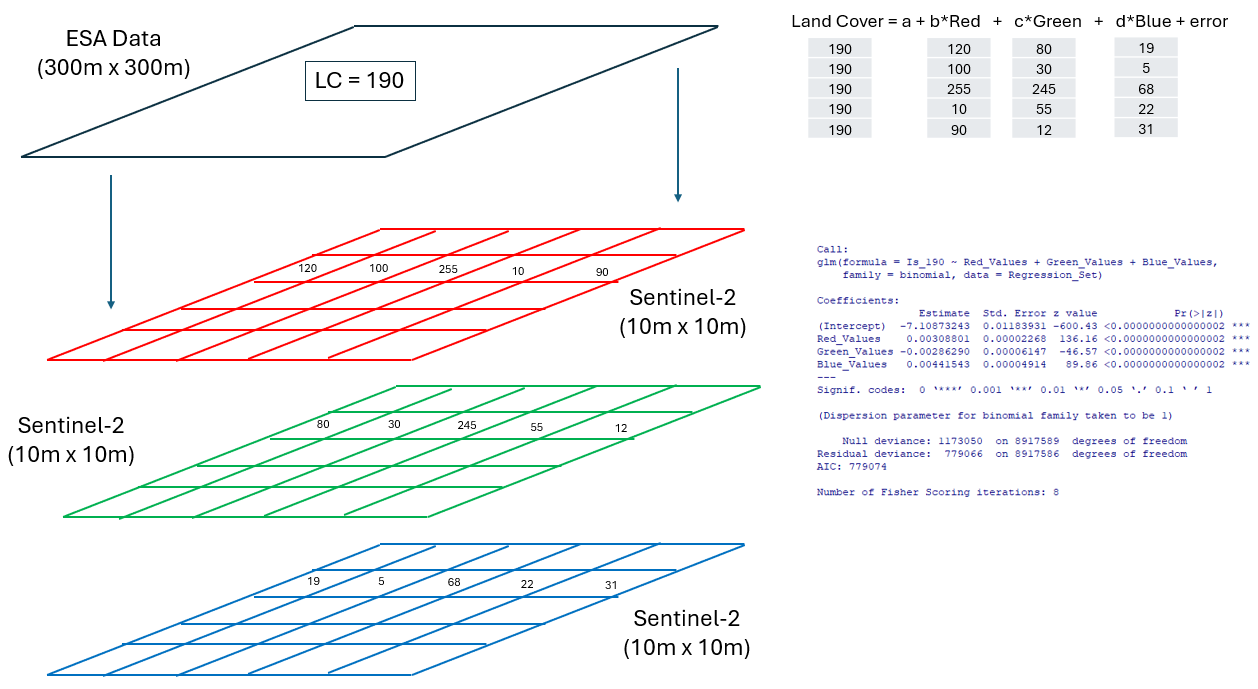 ESA Data
(300m x 300m)
LC = 190
Land Cover = a + b*Red + c*Green + d*Blue + error
190 120 80 19
190 100 30 5
190 255 245 68
190 10 55 22
190 90 12 31
120 100 255 10 90
Sentinel-2
(10m x 10m)
Sentinel-2
(10m x 10m)
80 30 245 55 12
19 5 68 22 31
Sentinel-2
(10m x 10m)
Call:
glm(formula = Is_190 ~ Red_Values + Green_Values + Blue_Values,
family = binomial, data = Regression_Set)
Coefficients:
Estimate Std. Error z value Pr(>|z|)
(Intercept) -7.10873243 0.01183931 -600.43 <0.0000000000000002 ***
Red_Values 0.00308801 0.00002268 136.16 <0.0000000000000002 ***
Green_Values -0.00286290 0.00006147 -46.57 <0.0000000000000002 ***
Blue_Values 0.00441543 0.00004914 89.86 <0.0000000000000002 ***
---
Signif. codes: 0 ‘***’ 0.001 ‘**’ 0.01 ‘*’ 0.05 ‘.’ 0.1 ‘ ’ 1
(Dispersion parameter for binomial family taken to be 1)
Null deviance: 1173050 on 8917589 degrees of freedom
Residual deviance: 779066 on 8917586 degrees of freedom
AIC: 779074
Number of Fisher Scoring iterations: 8